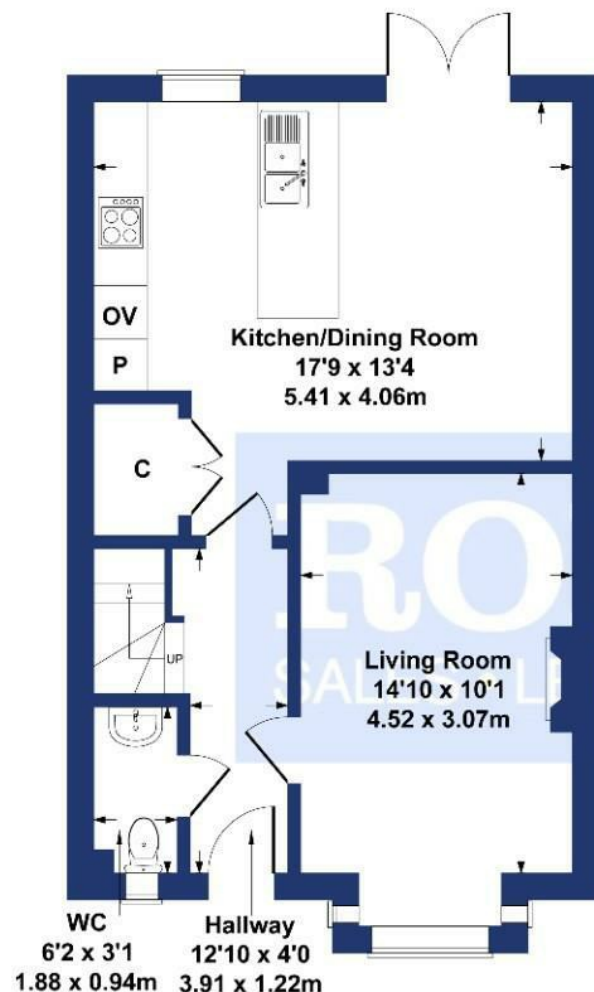 OV
P
Kitchen/Dining Room
17'9 x 13'4
5.41 x 4.06m
C
RO
UP
Living Room
14'10 x 10'1
4.52 x 3.07m
SALES
WC
6'2 x 3'1
1.88 x 0.94m
Hallway
12'10 x 4'0
3.91 x 1.22m